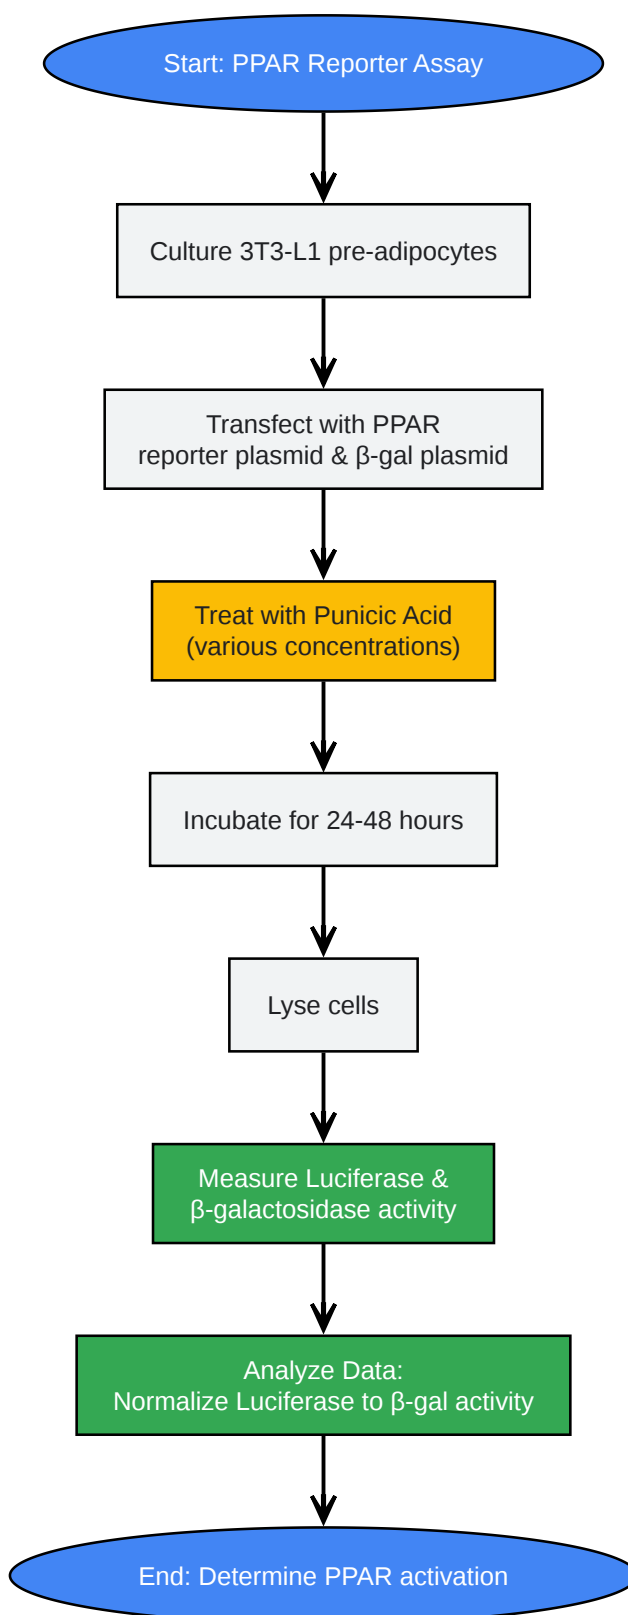 Start: PPAR Reporter Assay
Culture 3T3-L1 pre-adipocytes
Transfect with PPAR
reporter plasmid & β-gal plasmid
Treat with Punicic Acid
(various concentrations)
Incubate for 24-48 hours
Lyse cells
Measure Luciferase &
β-galactosidase activity
Analyze Data:
Normalize Luciferase to β-gal activity
End: Determine PPAR activation